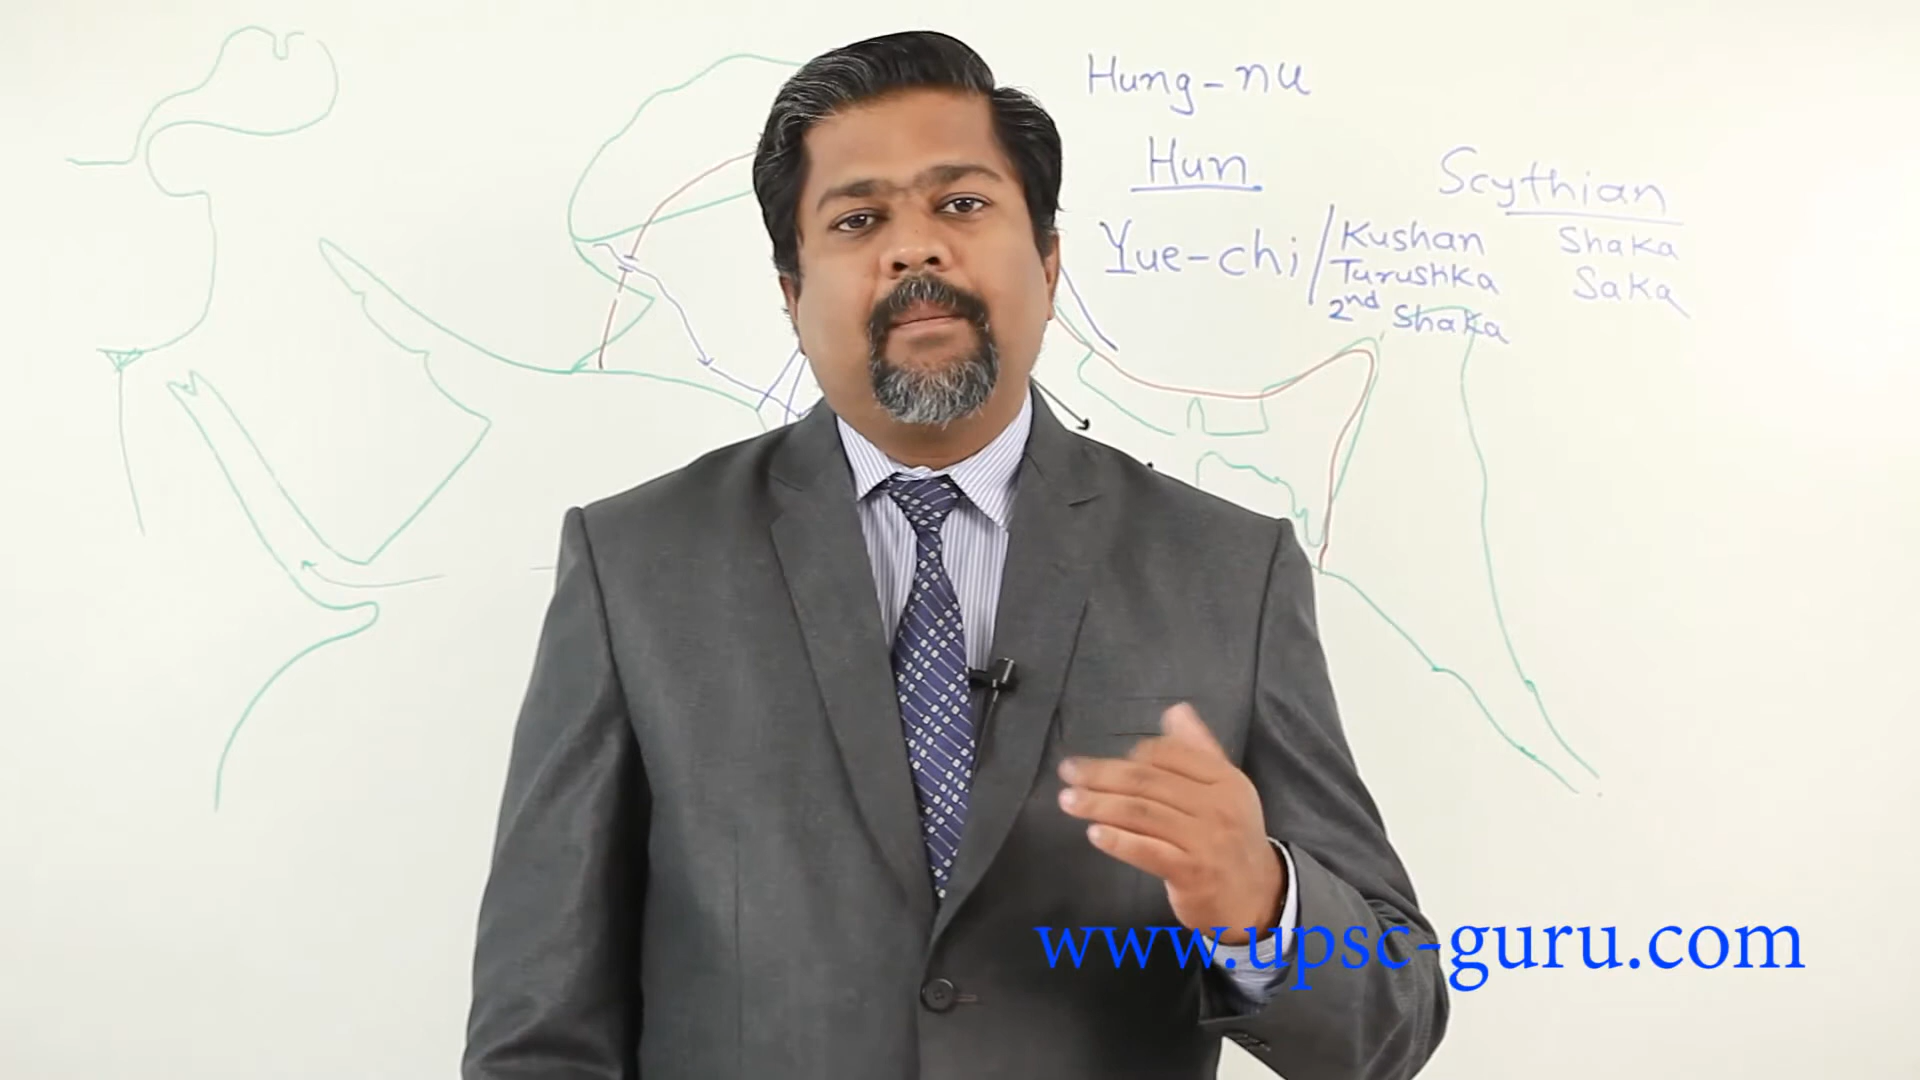 Hung-nu
Hun
Yue-chi / Kushan
Turushka
2nd Shaka
Scythian
Shaka
Saka
www.upsc-guru.com